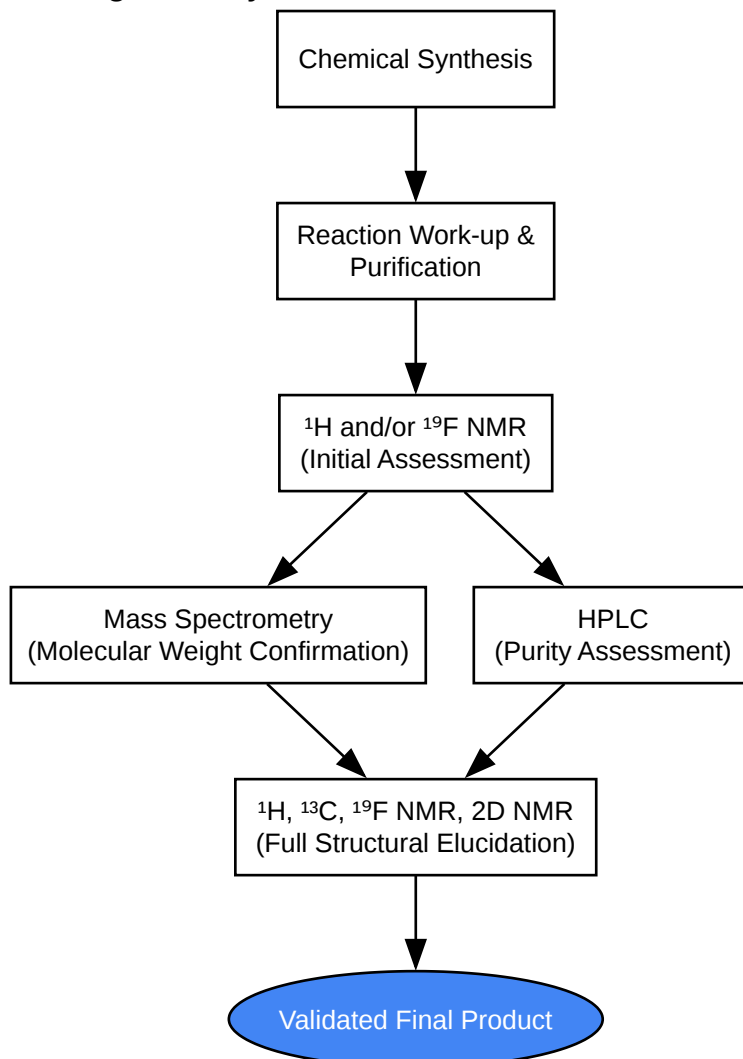 Chemical Synthesis
Reaction Work-up &
Purification
¹H and/or ¹⁹F NMR
(Initial Assessment)
Mass Spectrometry
(Molecular Weight Confirmation)
HPLC
(Purity Assessment)
¹H, ¹³C, ¹⁹F NMR, 2D NMR
(Full Structural Elucidation)
Validated Final Product